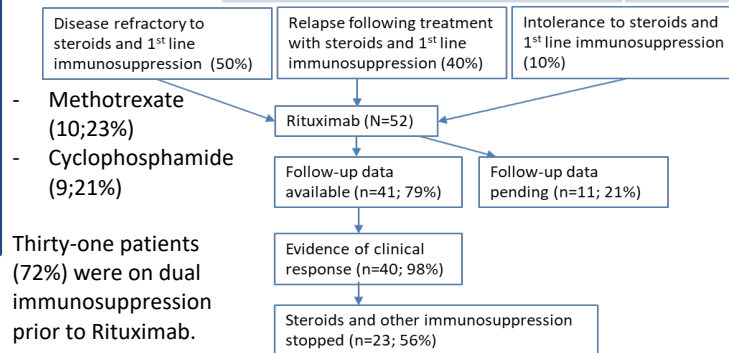 Disease refractory to
steroids and 1st line
immunosuppression (50%)
Relapse following treatment
with steroids and 1st line
immunosuppression (40%)
Intolerance to steroids and
1st line immunosuppression
(10%)
- Methotrexate
(10;23%)
- Cyclophosphamide
(9;21%)
Thirty-one patients
(72%) were on dual
immunosuppression
prior to Rituximab.
Rituximab (N=52)
Follow-up data
available (n=41; 79%)
Follow-up data
pending (n=11; 21%)
Evidence of clinical
response (n=40; 98%)
Steroids and other immunosuppression
stopped (n=23; 56%)